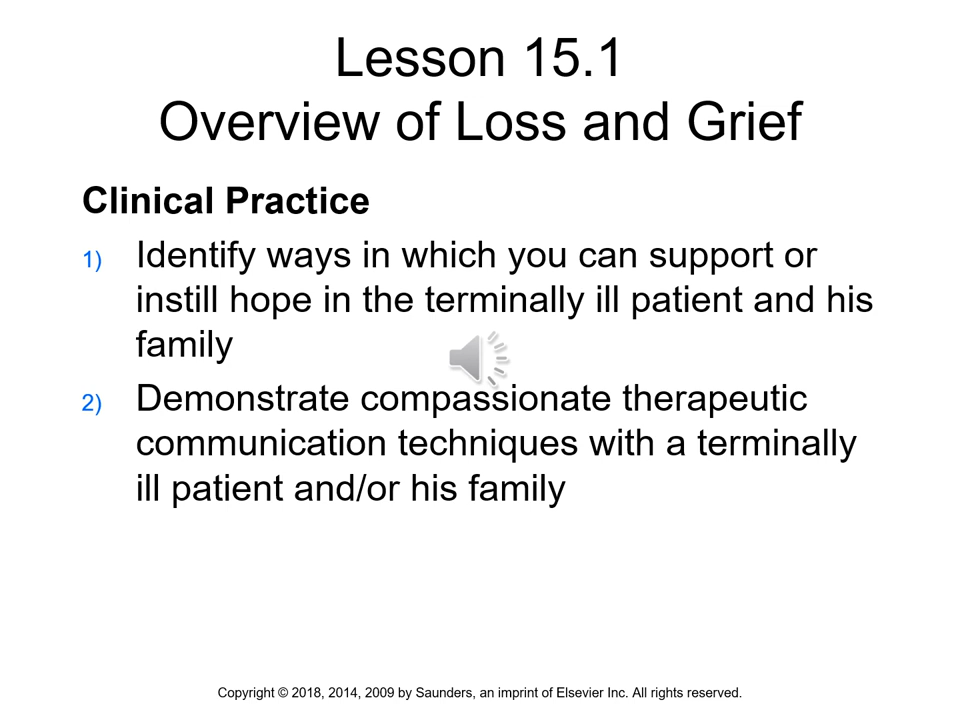 Lesson 15.1
Overview of Loss and Grief
Clinical Practice
1) Identify ways in which you can support or
instill hope in the terminally ill patient and his
family
2) Demonstrate compassionate therapeutic
communication techniques with a terminally
ill patient and/or his family
Copyright © 2018, 2014, 2009 by Saunders, an imprint of Elsevier Inc. All rights reserved.